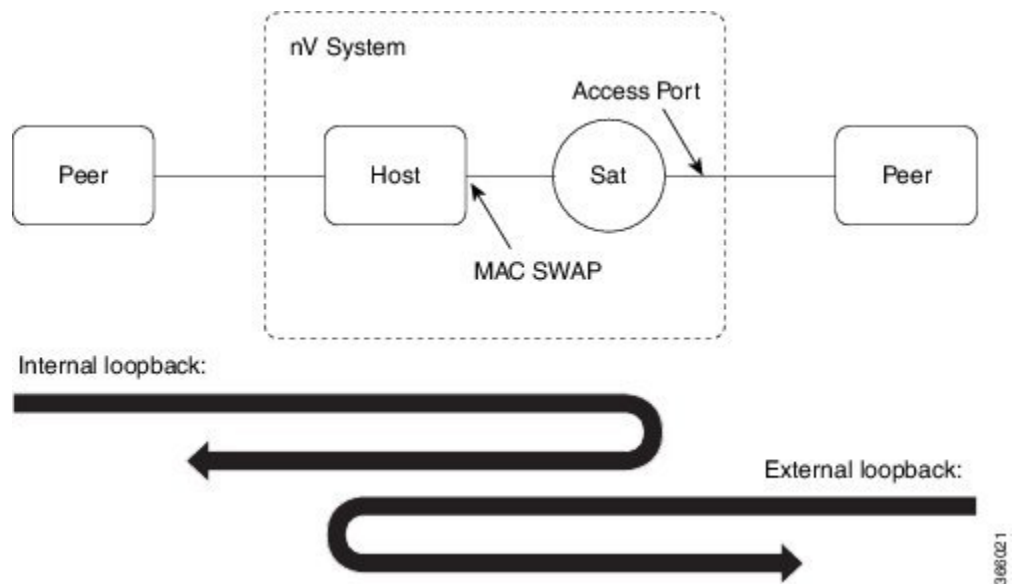 nV System
Access Port
Peer
Host
Sat
Peer
MAC SWAP
Internal loopback:
External loopback:
366021